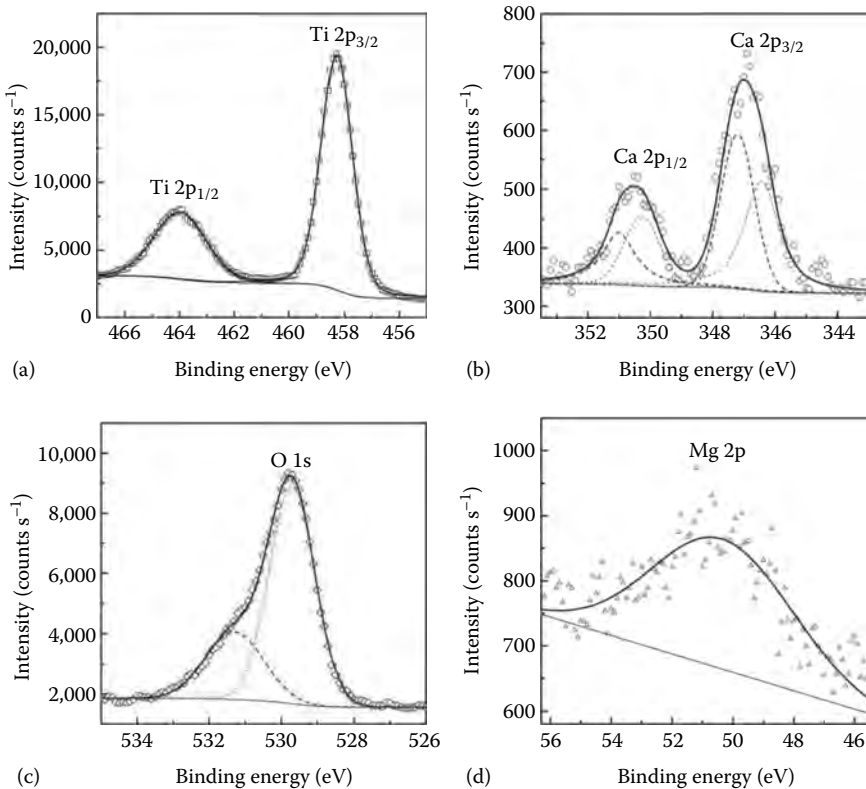 20,000
15,000
10,000
5,000
0
Intensity (counts s⁻¹)
Ti 2p₃/₂
Ti 2p₁/₂
466 464 462 460 458 456
(a) Binding energy (eV)
800
700
600
500
400
300
Intensity (counts s⁻¹)
Ca 2p₃/₂
Ca 2p₁/₂
352 350 348 346 344
(b) Binding energy (eV)
10,000
8,000
6,000
4,000
2,000
Intensity (counts s⁻¹)
O 1s
534 532 530 528 526
(c) Binding energy (eV)
1000
900
800
700
600
Intensity (counts s⁻¹)
Mg 2p
56 54 52 50 48 46
(d) Binding energy (eV)